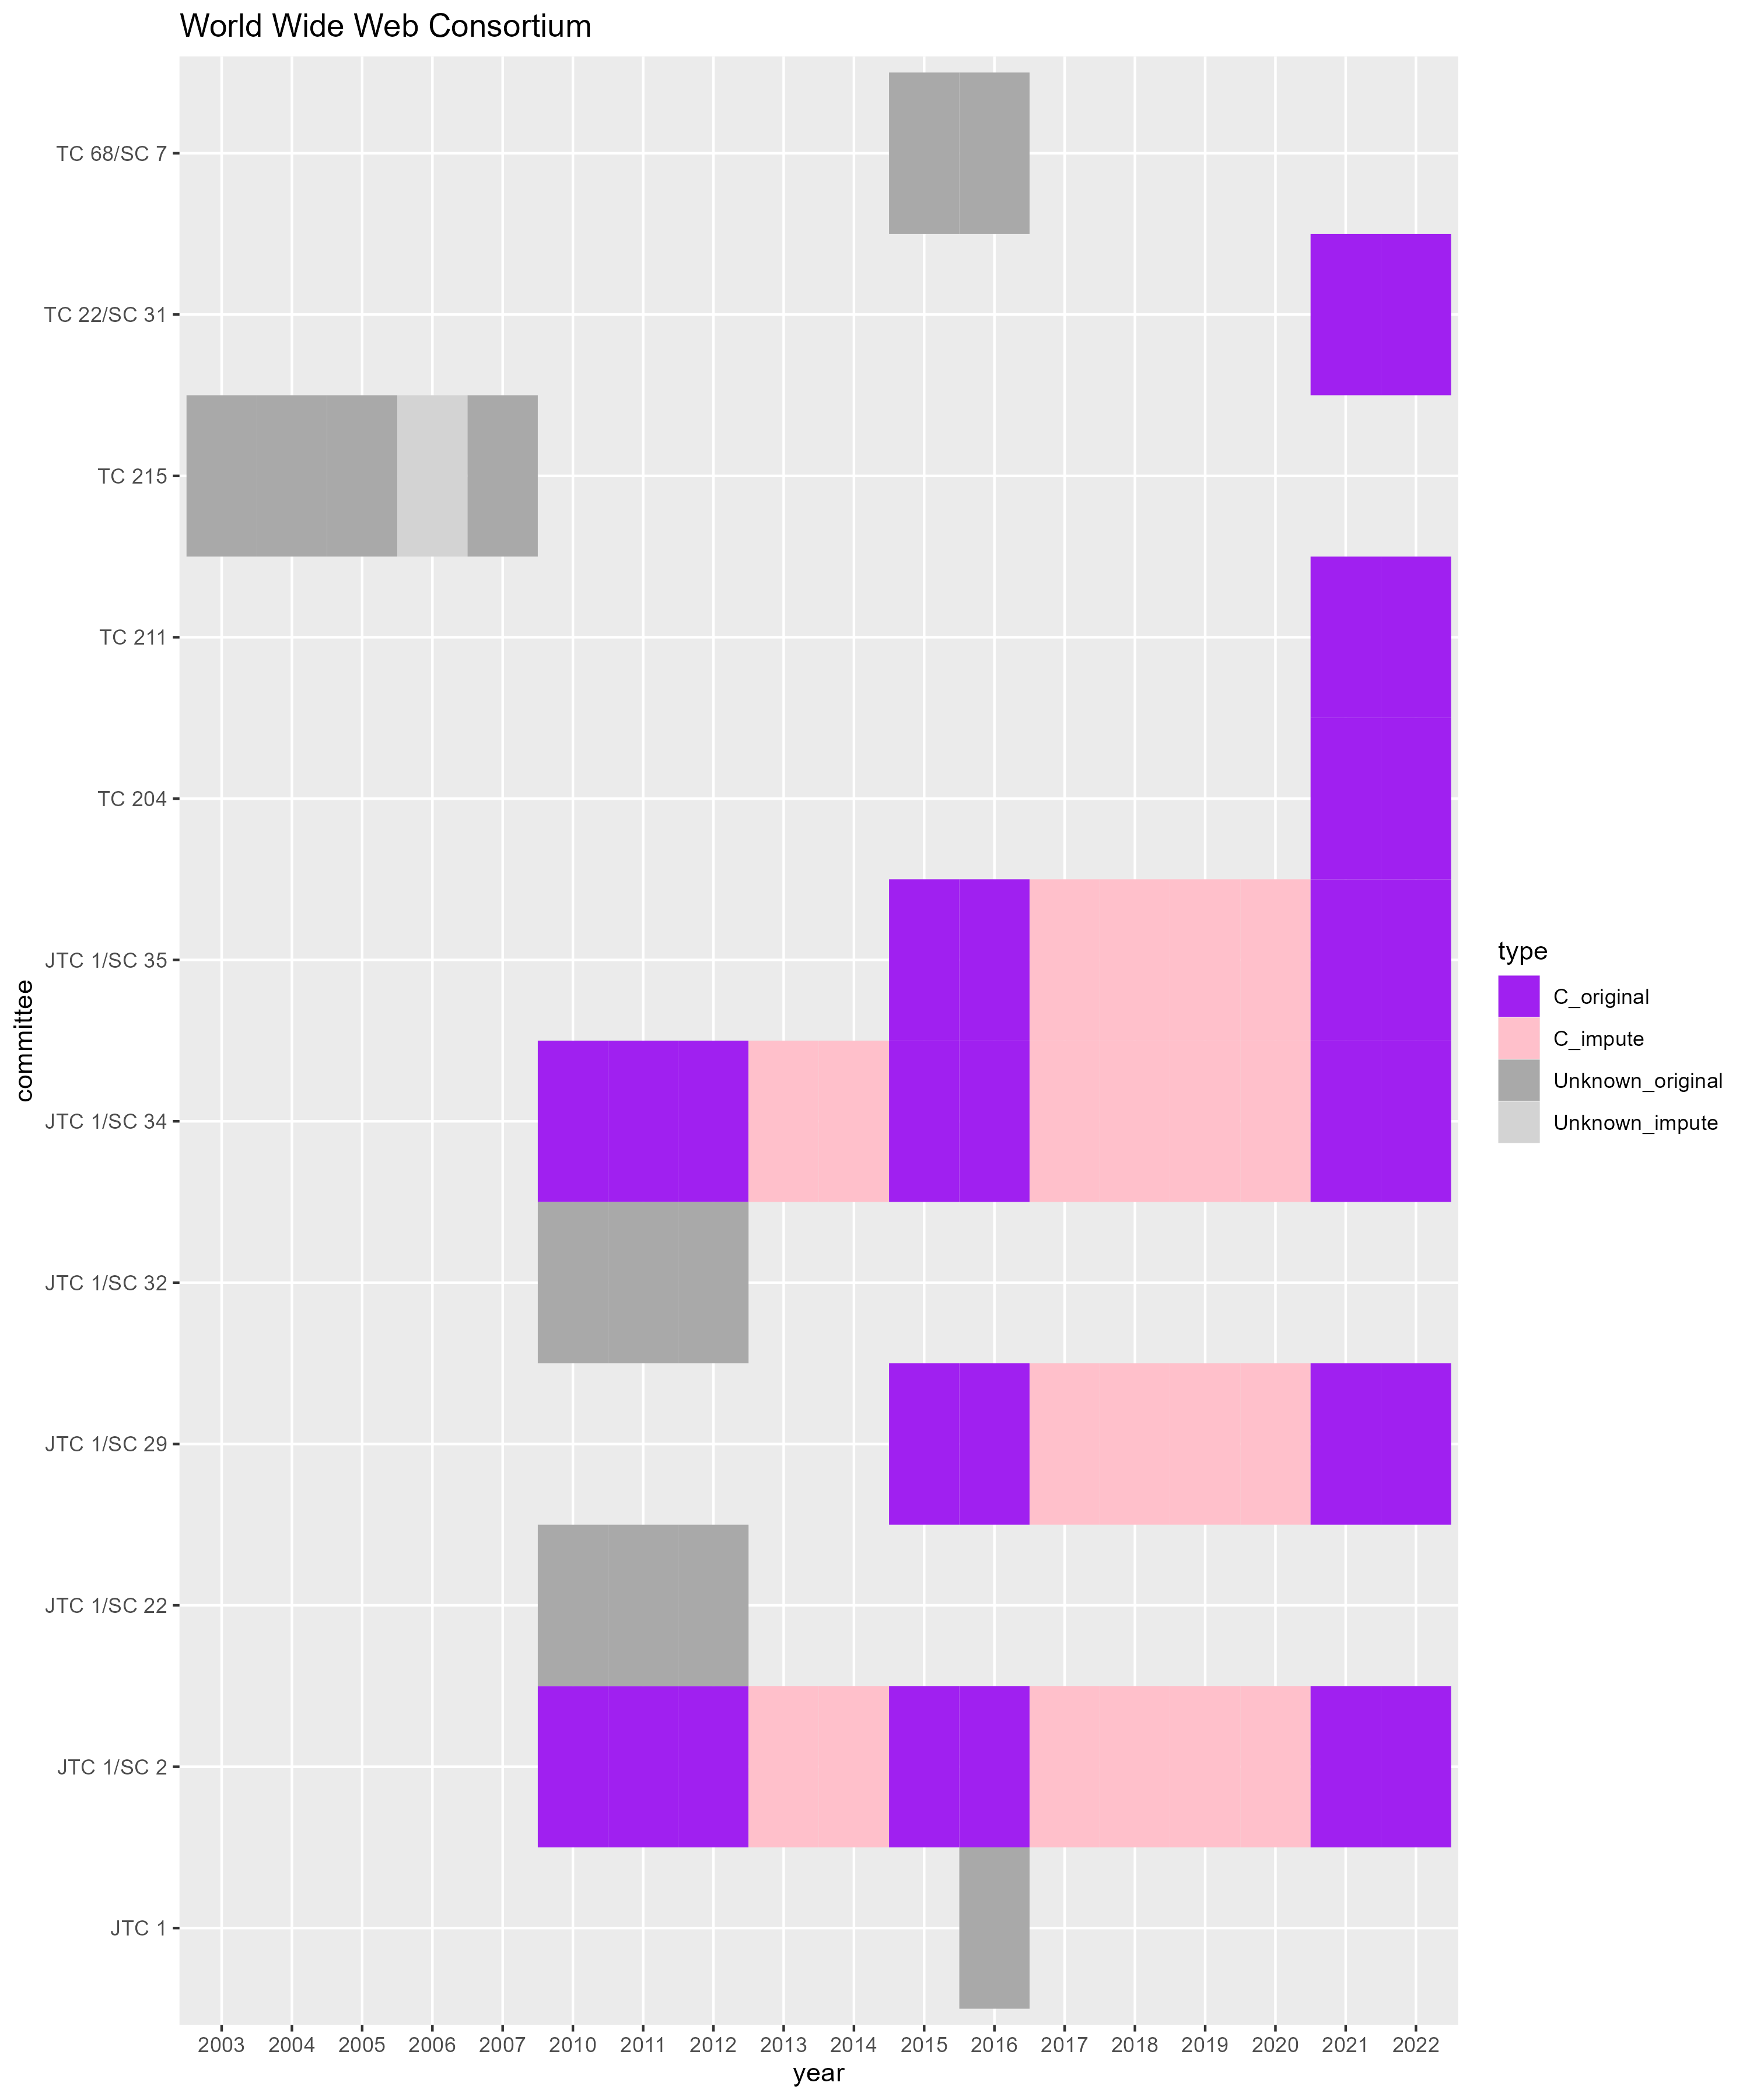 World Wide Web Consortium
committee
TC 68/SC 7
TC 22/SC 31
TC 215
TC 211
TC 204
JTC 1/SC 35
JTC 1/SC 34
JTC 1/SC 32
JTC 1/SC 29
JTC 1/SC 22
JTC 1/SC 2
JTC 1
2003 2004 2005 2006 2007 2010 2011 2012 2013 2014 2015 2016 2017 2018 2019 2020 2021 2022
year
type
C_original
C_impute
Unknown_original
Unknown_impute